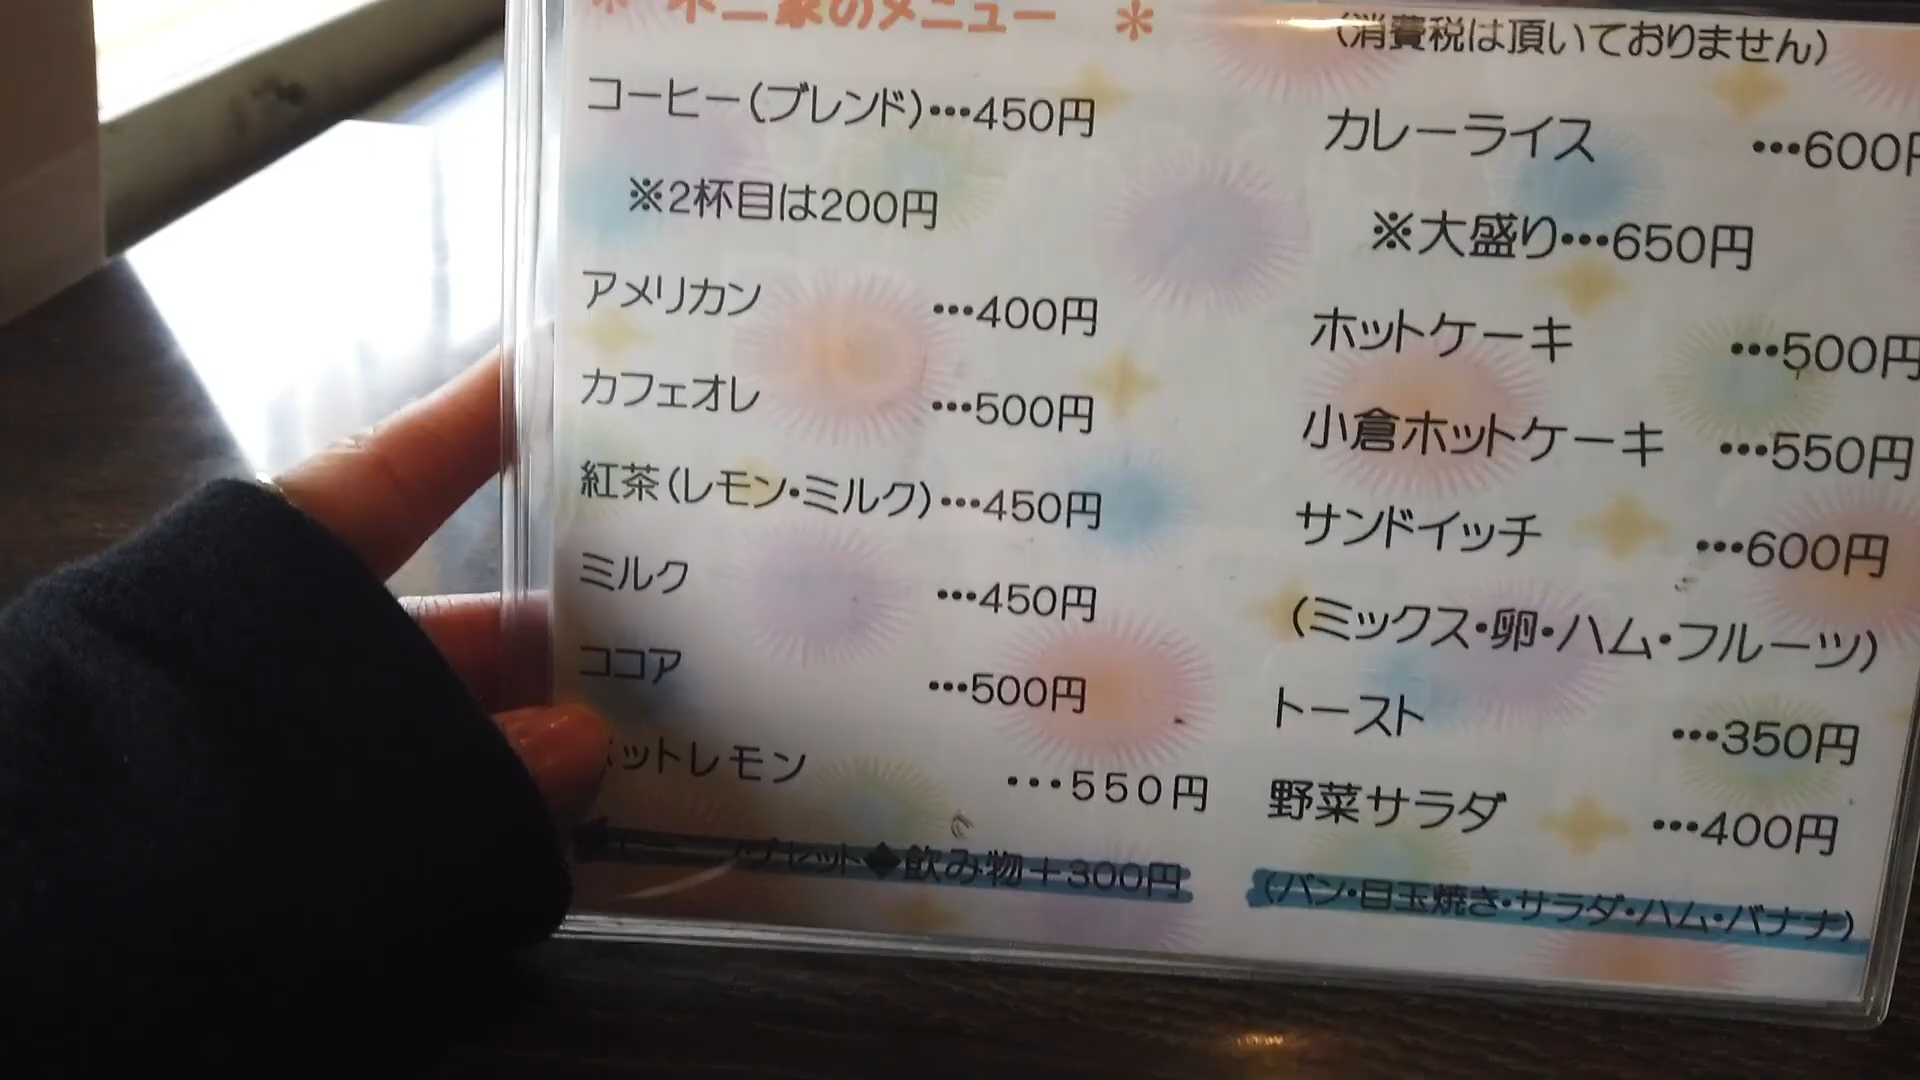 * 不二家のメニュー *
コーヒー(ブレンド)…450円
※2杯目は200円
アメリカン …400円
カフェオレ …500円
紅茶(レモン・ミルク)…450円
ミルク …450円
ココア …500円
ホットレモン …550円
◆飲み物+300円
(消費税は頂いておりません)
カレーライス …600円
※大盛り…650円
ホットケーキ …500円
小倉ホットケーキ …550円
サンドイッチ …600円
(ミックス・卵・ハム・フルーツ)
トースト …350円
野菜サラダ …400円
(パン・目玉焼き・サラダ・ハム・バナナ)